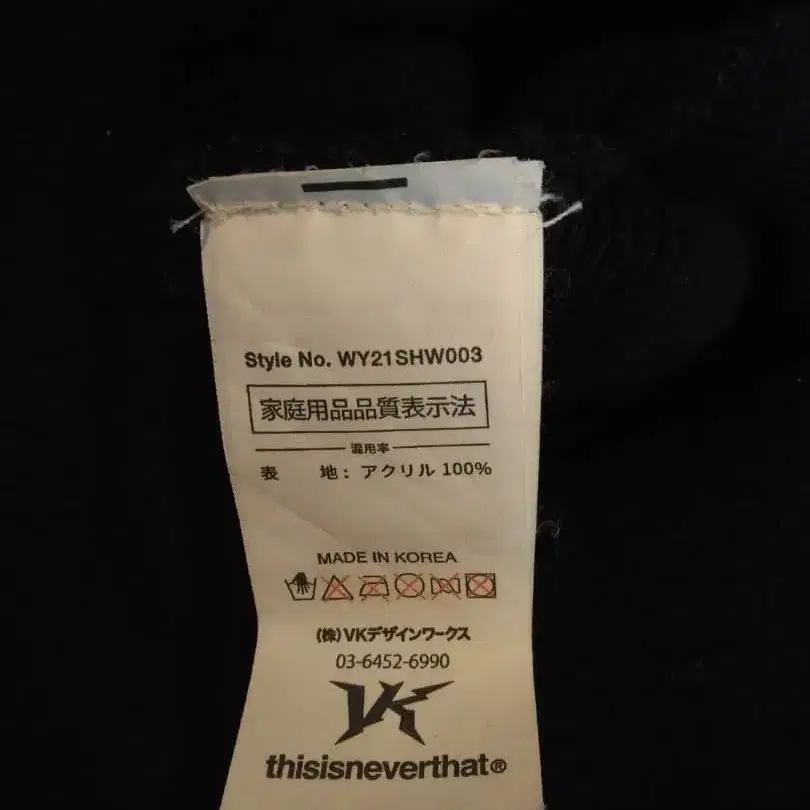 Style No. WY21SHW003
家庭用品品質表示法
混用率
表 地: アクリル 100%
MADE IN KOREA
(株)VKデザインワークス
03-6452-6990
VK
thisisneverthat®